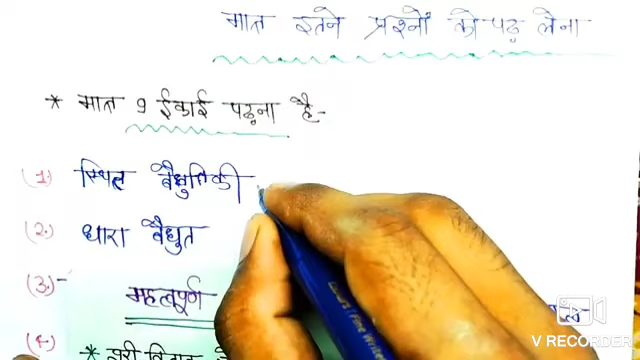 मात्र इतने प्रश्नों को पढ़ लेना
* मात्र 9 ईकाई पढ़ना है-
(1.) स्थिर वैधुतिकी
(2.) धारा वैधुत
(3.) -
महत्वपूर्ण
(4)
V RECORDER